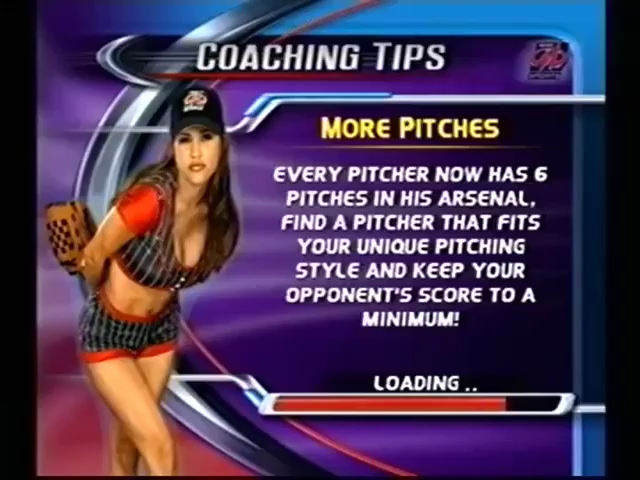 COACHING TIPS
MORE PITCHES
EVERY PITCHER NOW HAS 6
PITCHES IN HIS ARSENAL,
FIND A PITCHER THAT FITS
YOUR UNIQUE PITCHING
STYLE AND KEEP YOUR
OPPONENT'S SCORE TO A
MINIMUM!
LOADING ..